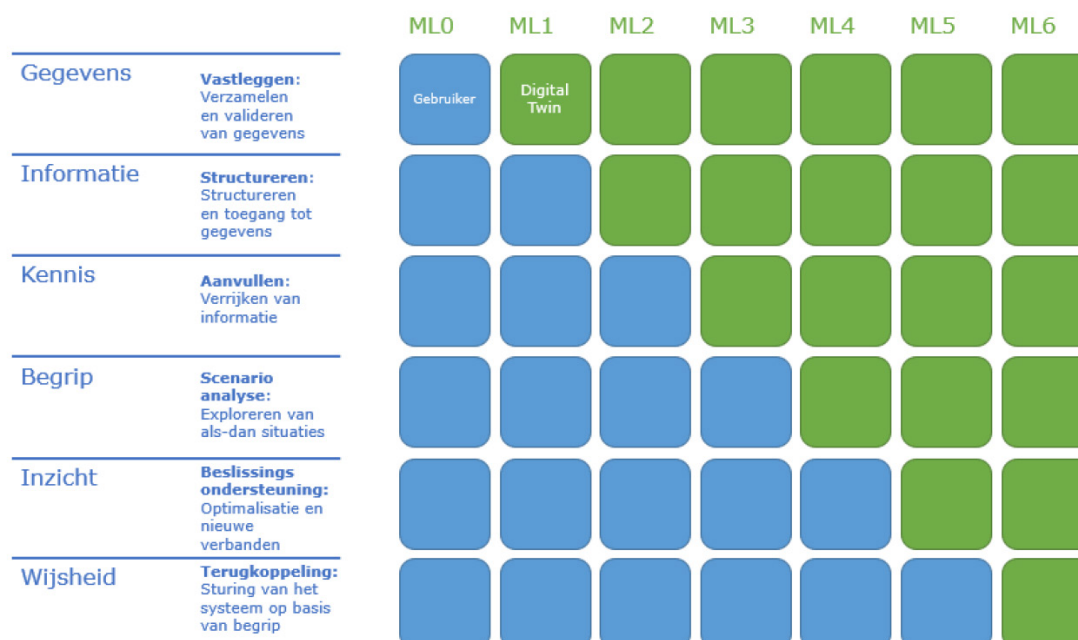 ML0 ML1 ML2 ML3 ML4 ML5 ML6
Gegevens
Vastleggen:
Verzamelen
en valideren
van gegevens
Gebruiker
Digital
Twin
Informatie
Structureren:
Structureren
en toegang tot
gegevens
Kennis
Aanvullen:
Verrijken van
informatie
Begrip
Scenario
analyse:
Exploreren van
als-dan situaties
Inzicht
Beslissings
ondersteuning:
Optimalisatie en
nieuwe
verbanden
Wijsheid
Terugkoppeling:
Sturing van het
systeem op basis
van begrip